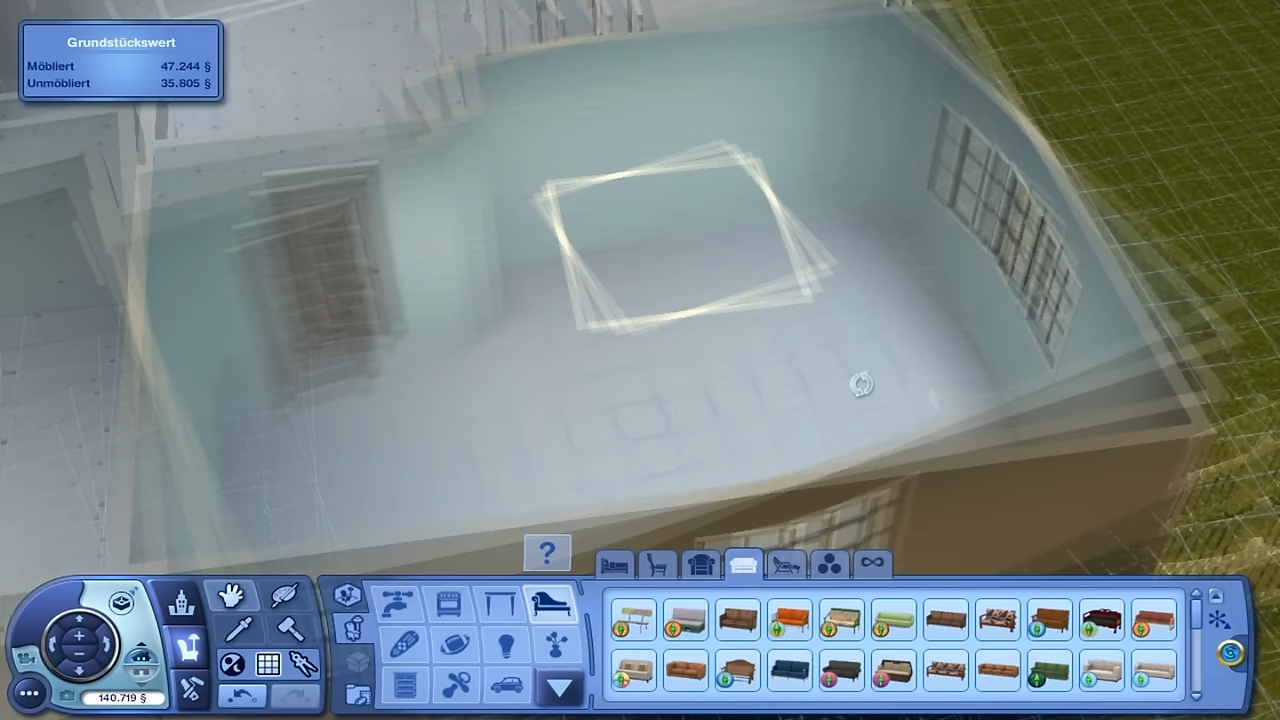 Grundstückswert
Möbliert 47.244 §
Unmöbliert 35.805 §
?
140.719 §